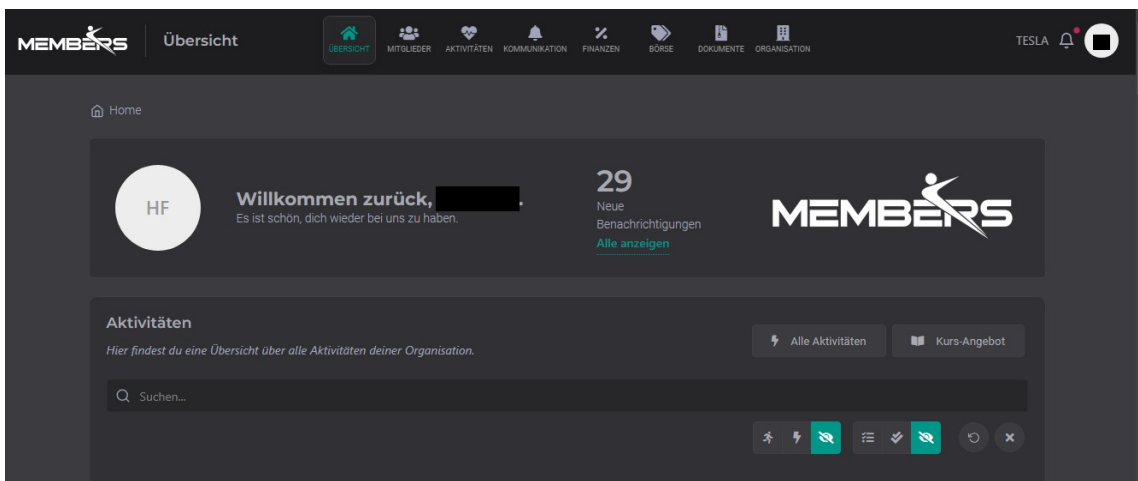 MEMBERS
Übersicht
ÜBERSICHT
MITGLIEDER
AKTIVITÄTEN
KOMMUNIKATION
FINANZEN
BÖRSE
DOKUMENTE
ORGANISATION
TESLA
Home
HF
Willkommen zurück, .
Es ist schön, dich wieder bei uns zu haben.
29
Neue
Benachrichtigungen
Alle anzeigen
MEMBERS
Aktivitäten
Hier findest du eine Übersicht über alle Aktivitäten deiner Organisation.
Alle Aktivitäten
Kurs-Angebot
Suchen...